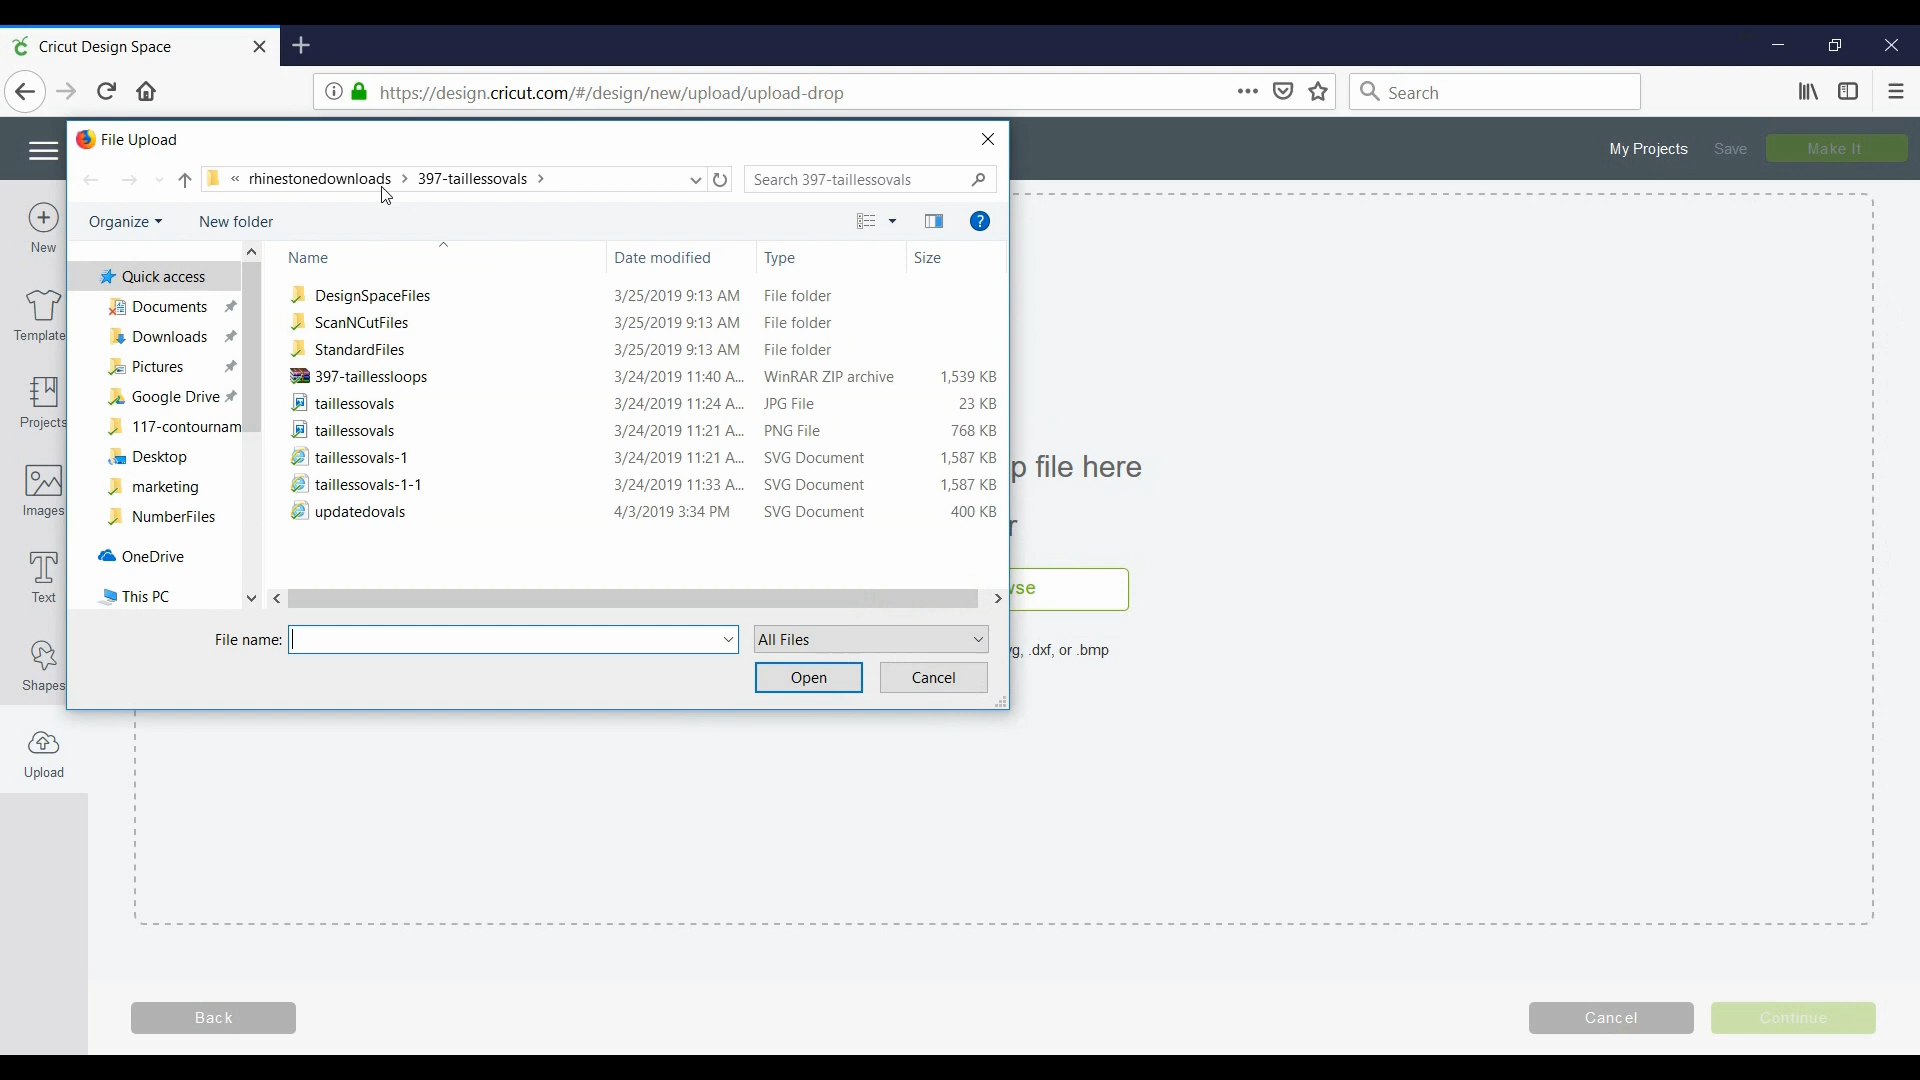 Cricut Design Space
https://design.cricut.com/#/design/new/upload/upload-drop
Search
My Projects
Save
Make It
File Upload
« rhinestonedownloads > 397-taillessovals >
Search 397-taillessovals
Organize
New folder
Name
Date modified
Type
Size
Quick access
Documents
Downloads
Pictures
Google Drive
117-contournam
Desktop
marketing
NumberFiles
OneDrive
This PC
DesignSpaceFiles 3/25/2019 9:13 AM File folder
ScanNCutFiles 3/25/2019 9:13 AM File folder
StandardFiles 3/25/2019 9:13 AM File folder
397-taillessloops 3/24/2019 11:40 A... WinRAR ZIP archive 1,539 KB
taillessovals 3/24/2019 11:24 A... JPG File 23 KB
taillessovals 3/24/2019 11:21 A... PNG File 768 KB
taillessovals-1 3/24/2019 11:21 A... SVG Document 1,587 KB
taillessovals-1-1 3/24/2019 11:33 A... SVG Document 1,587 KB
updatedovals 4/3/2019 3:34 PM SVG Document 400 KB
File name:
All Files
Open
Cancel
New
Template
Projects
Images
Text
Shapes
Upload
p file here
r
wse
g, .dxf, or .bmp
Back
Cancel
Continue